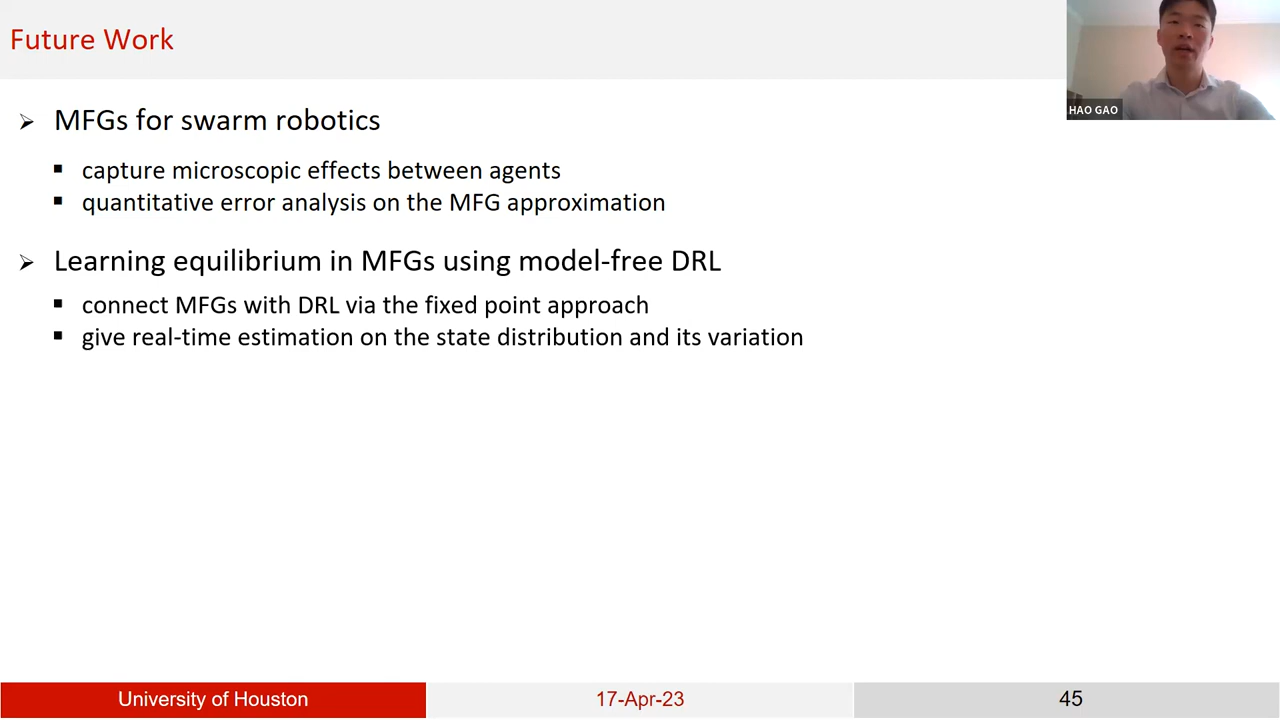 Future Work
HAO GAO
➢ MFGs for swarm robotics
▪ capture microscopic effects between agents
▪ quantitative error analysis on the MFG approximation
➢ Learning equilibrium in MFGs using model-free DRL
▪ connect MFGs with DRL via the fixed point approach
▪ give real-time estimation on the state distribution and its variation
University of Houston
17-Apr-23
45